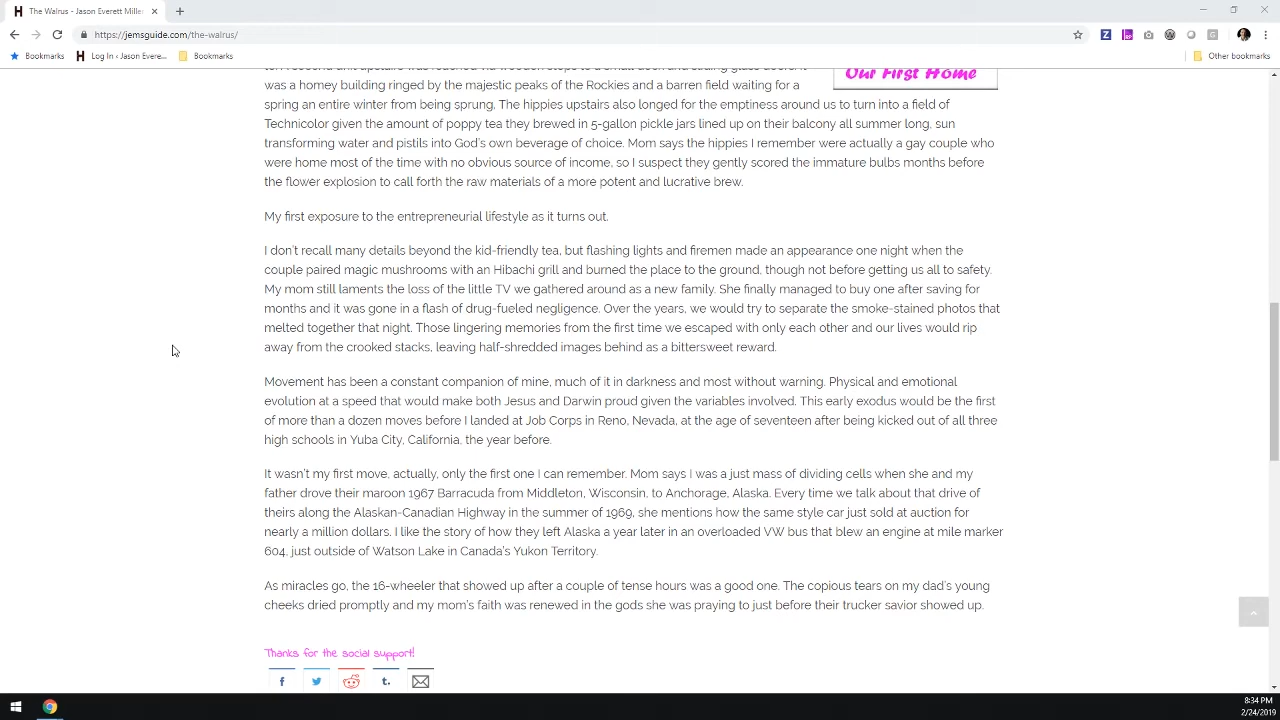 The Walrus - Jason Everett Miller
https://jemsguide.com/the-walrus/
Bookmarks
Log In ‹ Jason Evere...
Bookmarks
Other bookmarks
Our First Home
was a homey building ringed by the majestic peaks of the Rockies and a barren field waiting for a
spring an entire winter from being sprung. The hippies upstairs also longed for the emptiness around us to turn into a field of
Technicolor given the amount of poppy tea they brewed in 5-gallon pickle jars lined up on their balcony all summer long, sun
transforming water and pistils into God's own beverage of choice. Mom says the hippies I remember were actually a gay couple who
were home most of the time with no obvious source of income, so I suspect they gently scored the immature bulbs months before
the flower explosion to call forth the raw materials of a more potent and lucrative brew.
My first exposure to the entrepreneurial lifestyle as it turns out.
I don't recall many details beyond the kid-friendly tea, but flashing lights and firemen made an appearance one night when the
couple paired magic mushrooms with an Hibachi grill and burned the place to the ground, though not before getting us all to safety.
My mom still laments the loss of the little TV we gathered around as a new family. She finally managed to buy one after saving for
months and it was gone in a flash of drug-fueled negligence. Over the years, we would try to separate the smoke-stained photos that
melted together that night. Those lingering memories from the first time we escaped with only each other and our lives would rip
away from the crooked stacks, leaving half-shredded images behind as a bittersweet reward.
Movement has been a constant companion of mine, much of it in darkness and most without warning. Physical and emotional
evolution at a speed that would make both Jesus and Darwin proud given the variables involved. This early exodus would be the first
of more than a dozen moves before I landed at Job Corps in Reno, Nevada, at the age of seventeen after being kicked out of all three
high schools in Yuba City, California, the year before.
It wasn't my first move, actually, only the first one I can remember. Mom says I was a just mass of dividing cells when she and my
father drove their maroon 1967 Barracuda from Middleton, Wisconsin, to Anchorage, Alaska. Every time we talk about that drive of
theirs along the Alaskan-Canadian Highway in the summer of 1969, she mentions how the same style car just sold at auction for
nearly a million dollars. I like the story of how they left Alaska a year later in an overloaded VW bus that blew an engine at mile marker
604, just outside of Watson Lake in Canada's Yukon Territory.
As miracles go, the 16-wheeler that showed up after a couple of tense hours was a good one. The copious tears on my dad's young
cheeks dried promptly and my mom's faith was renewed in the gods she was praying to just before their trucker savior showed up.
Thanks for the social support!
8:34 PM
2/24/2019